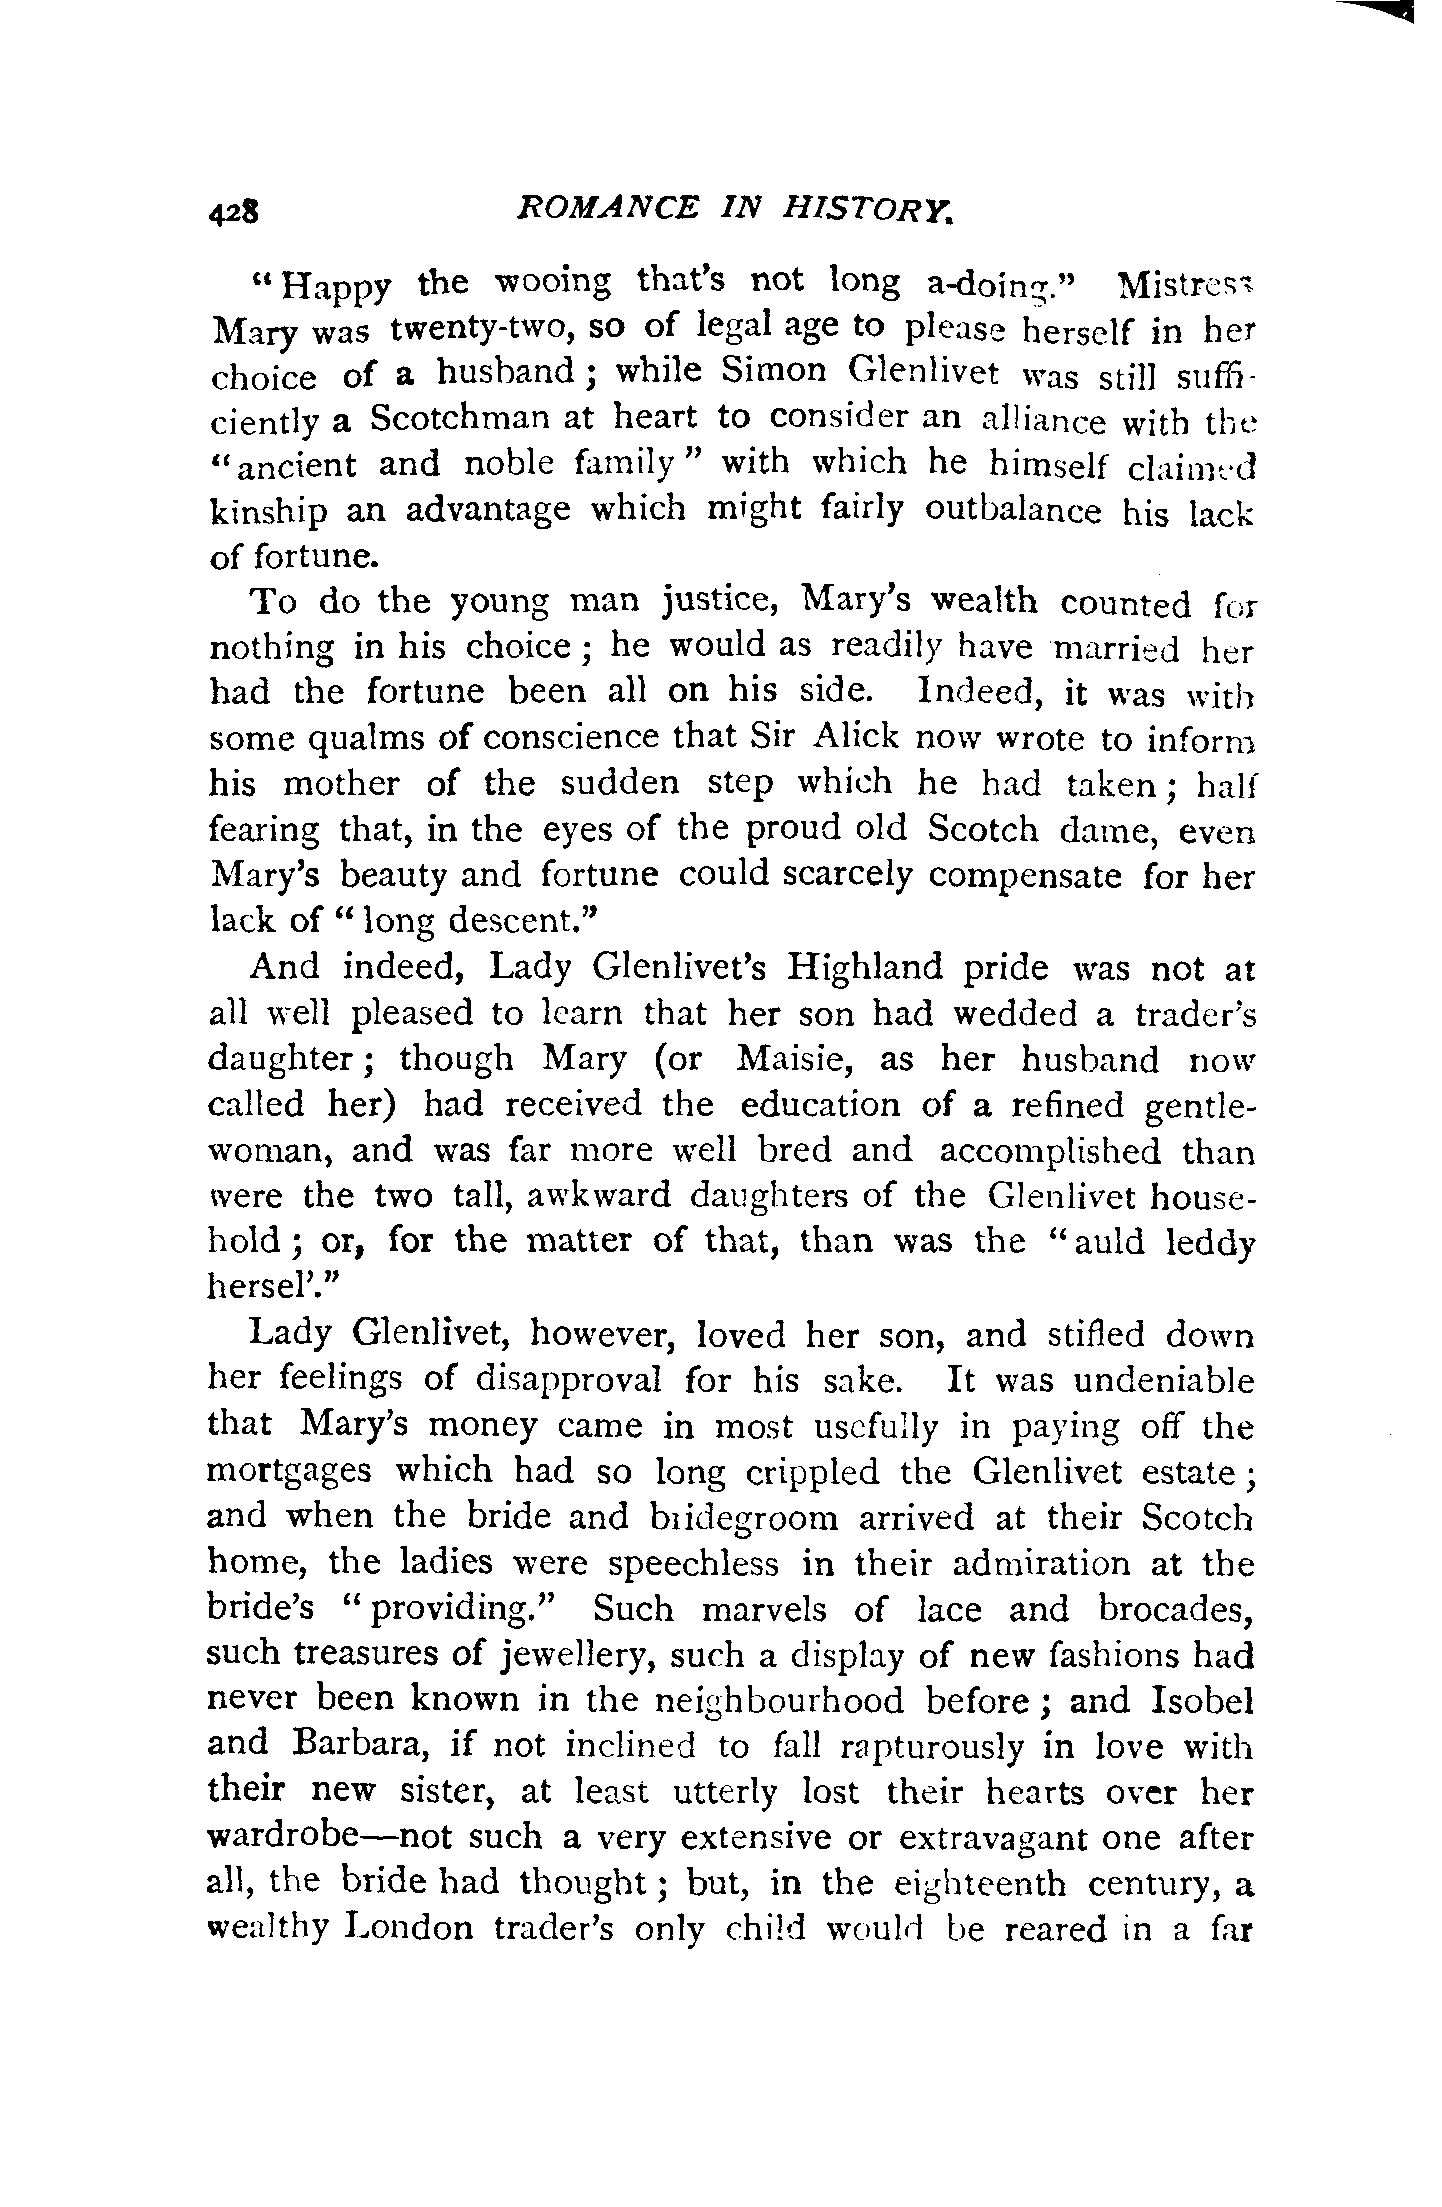 428 ROMANCE IN HISTORY.
“Happy the wooing that’s not long a-doing.” Mistress
Mary was twenty-two, so of legal age to please herself in her
choice of a husband ; while Simon Glenlivet was still suffi-
ciently a Scotchman at heart to consider an alliance with the
“ancient and noble family” with which he himself claimed
kinship an advantage which might fairly outbalance his lack
of fortune.
To do the young man justice, Mary’s wealth counted for
nothing in his choice ; he would as readily have married her
had the fortune been all on his side. Indeed, it was with
some qualms of conscience that Sir Alick now wrote to inform
his mother of the sudden step which he had taken ; half
fearing that, in the eyes of the proud old Scotch dame, even
Mary’s beauty and fortune could scarcely compensate for her
lack of “long descent.”
And indeed, Lady Glenlivet’s Highland pride was not at
all well pleased to learn that her son had wedded a trader’s
daughter ; though Mary (or Maisie, as her husband now
called her) had received the education of a refined gentle-
woman, and was far more well bred and accomplished than
were the two tall, awkward daughters of the Glenlivet house-
hold ; or, for the matter of that, than was the “auld leddy
hersel’.”
Lady Glenlivet, however, loved her son, and stifled down
her feelings of disapproval for his sake. It was undeniable
that Mary’s money came in most usefully in paying off the
mortgages which had so long crippled the Glenlivet estate ;
and when the bride and bridegroom arrived at their Scotch
home, the ladies were speechless in their admiration at the
bride’s “providing.” Such marvels of lace and brocades,
such treasures of jewellery, such a display of new fashions had
never been known in the neighbourhood before ; and Isobel
and Barbara, if not inclined to fall rapturously in love with
their new sister, at least utterly lost their hearts over her
wardrobe—not such a very extensive or extravagant one after
all, the bride had thought ; but, in the eighteenth century, a
wealthy London trader’s only child would be reared in a far